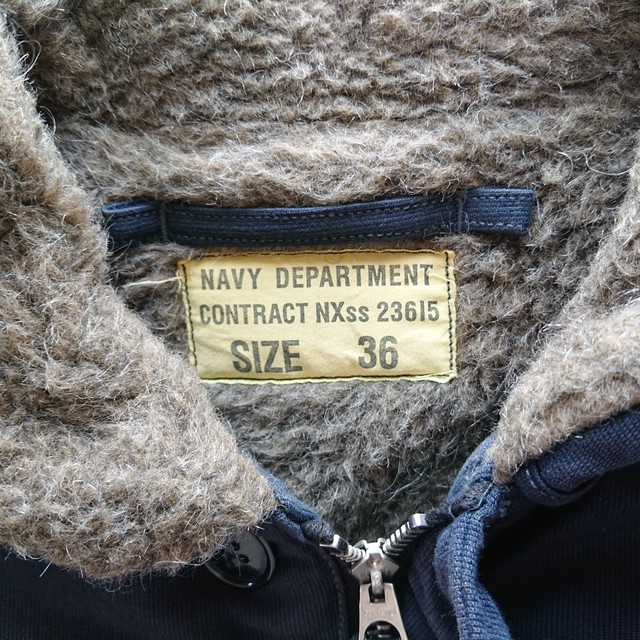 NAVY DEPARTMENT
CONTRACT NXss 23615
SIZE 36